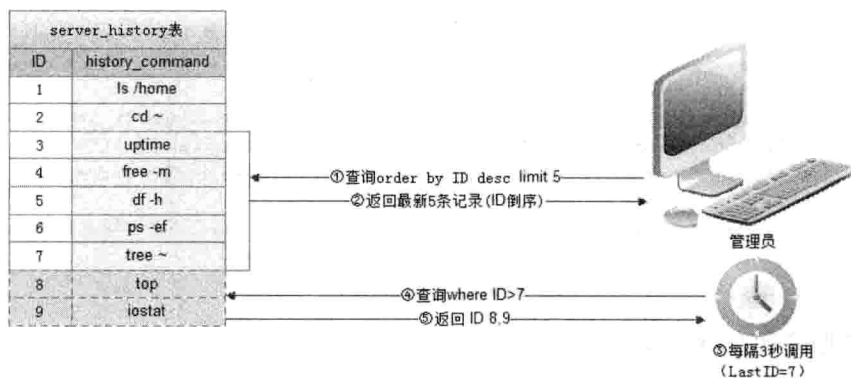 server_history表
ID history_command
1 ls /home
2 cd ~
3 uptime
4 free -m
5 df -h
6 ps -ef
7 tree ~
8 top
9 iostat
①查询order by ID desc limit 5
②返回最新5条记录(ID倒序)
管理员
④查询where ID>7
⑤返回 ID 8,9
③每隔3秒调用
(LastID=7)